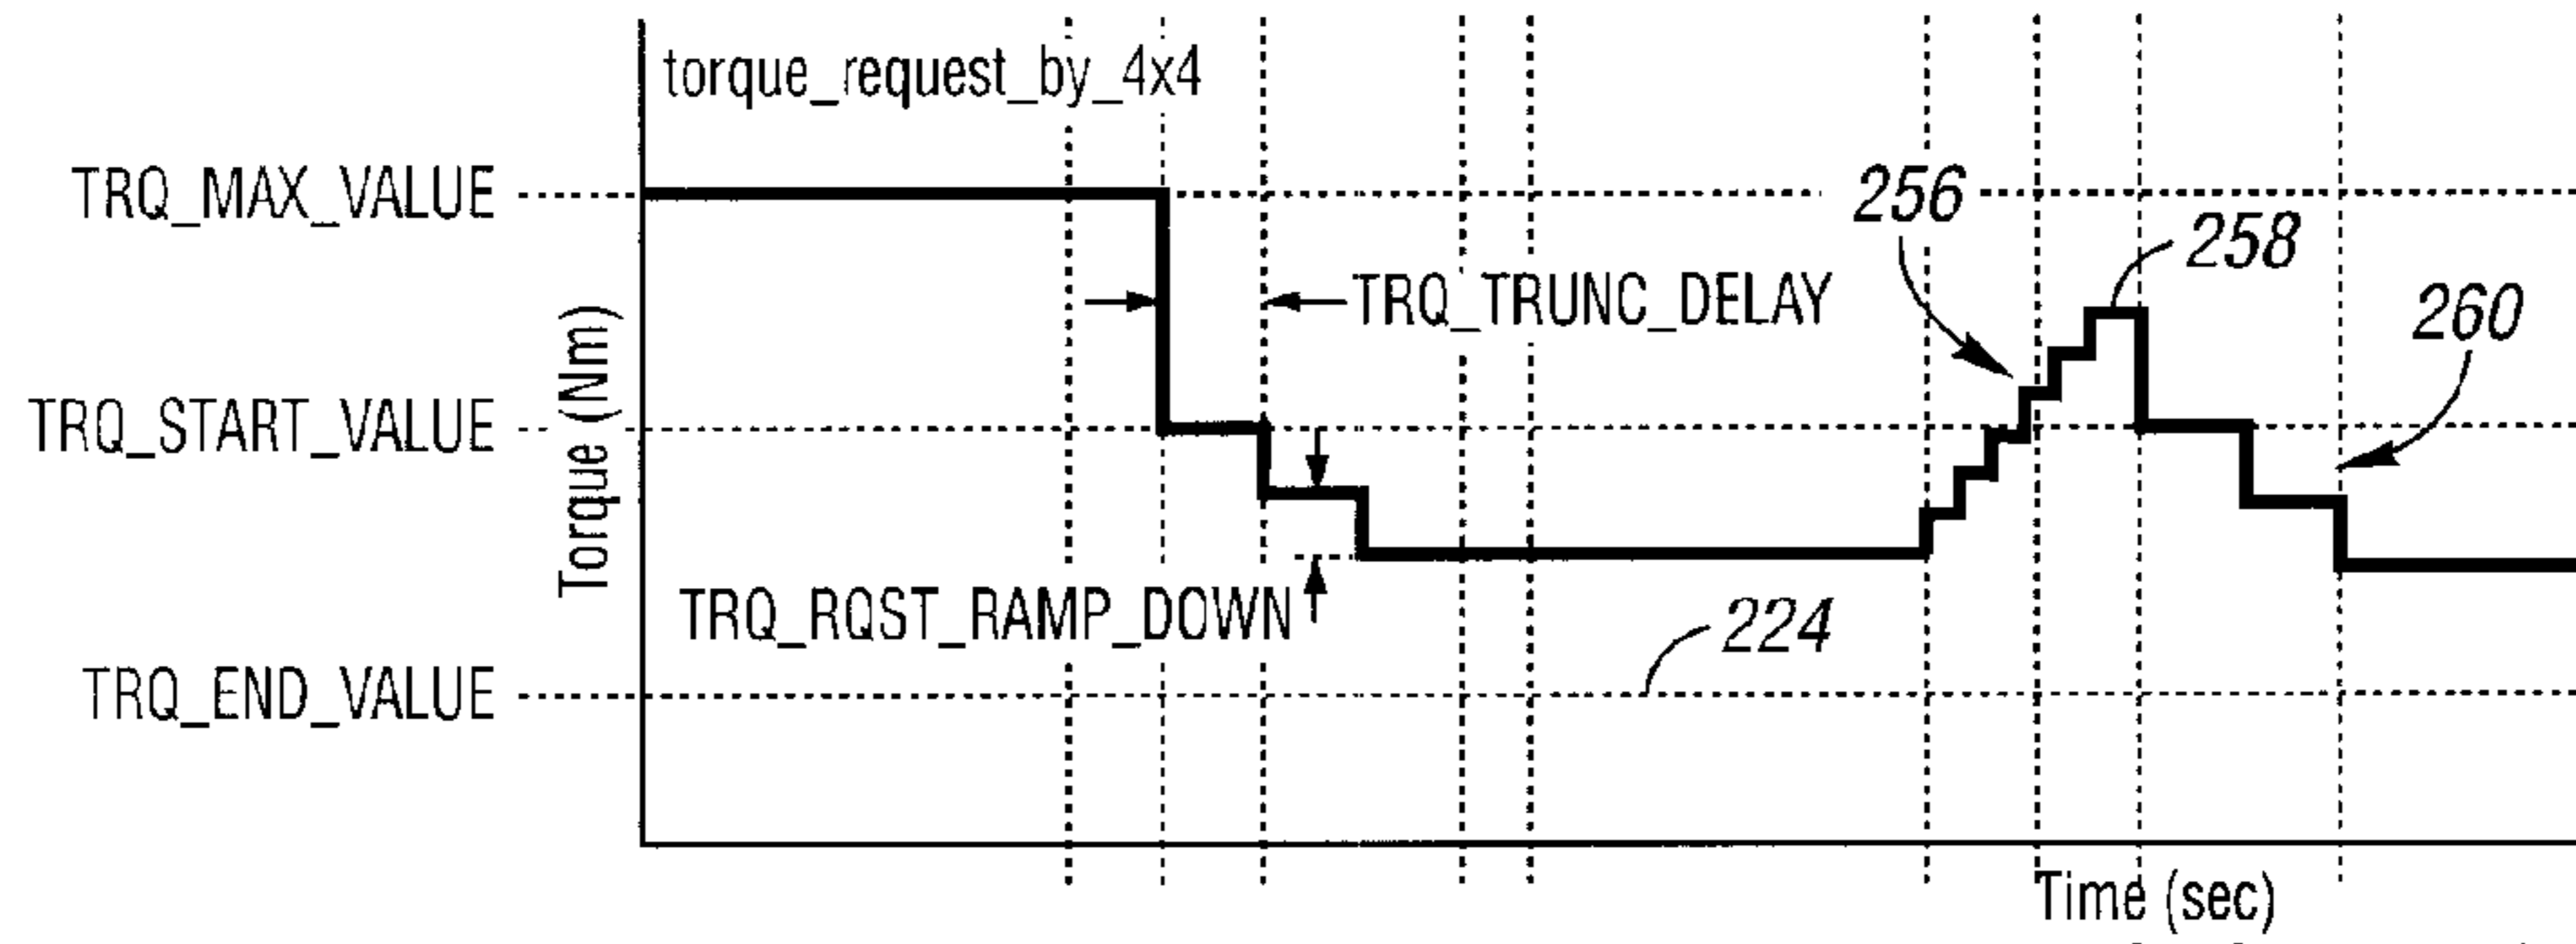 torque_request_by_4x4
TRQ_MAX_VALUE
256
258
TRQ_TRUNC_DELAY
260
TRQ_START_VALUE
Torque (Nm)
TRQ_RQST_RAMP_DOWN
224
TRQ_END_VALUE
Time (sec)